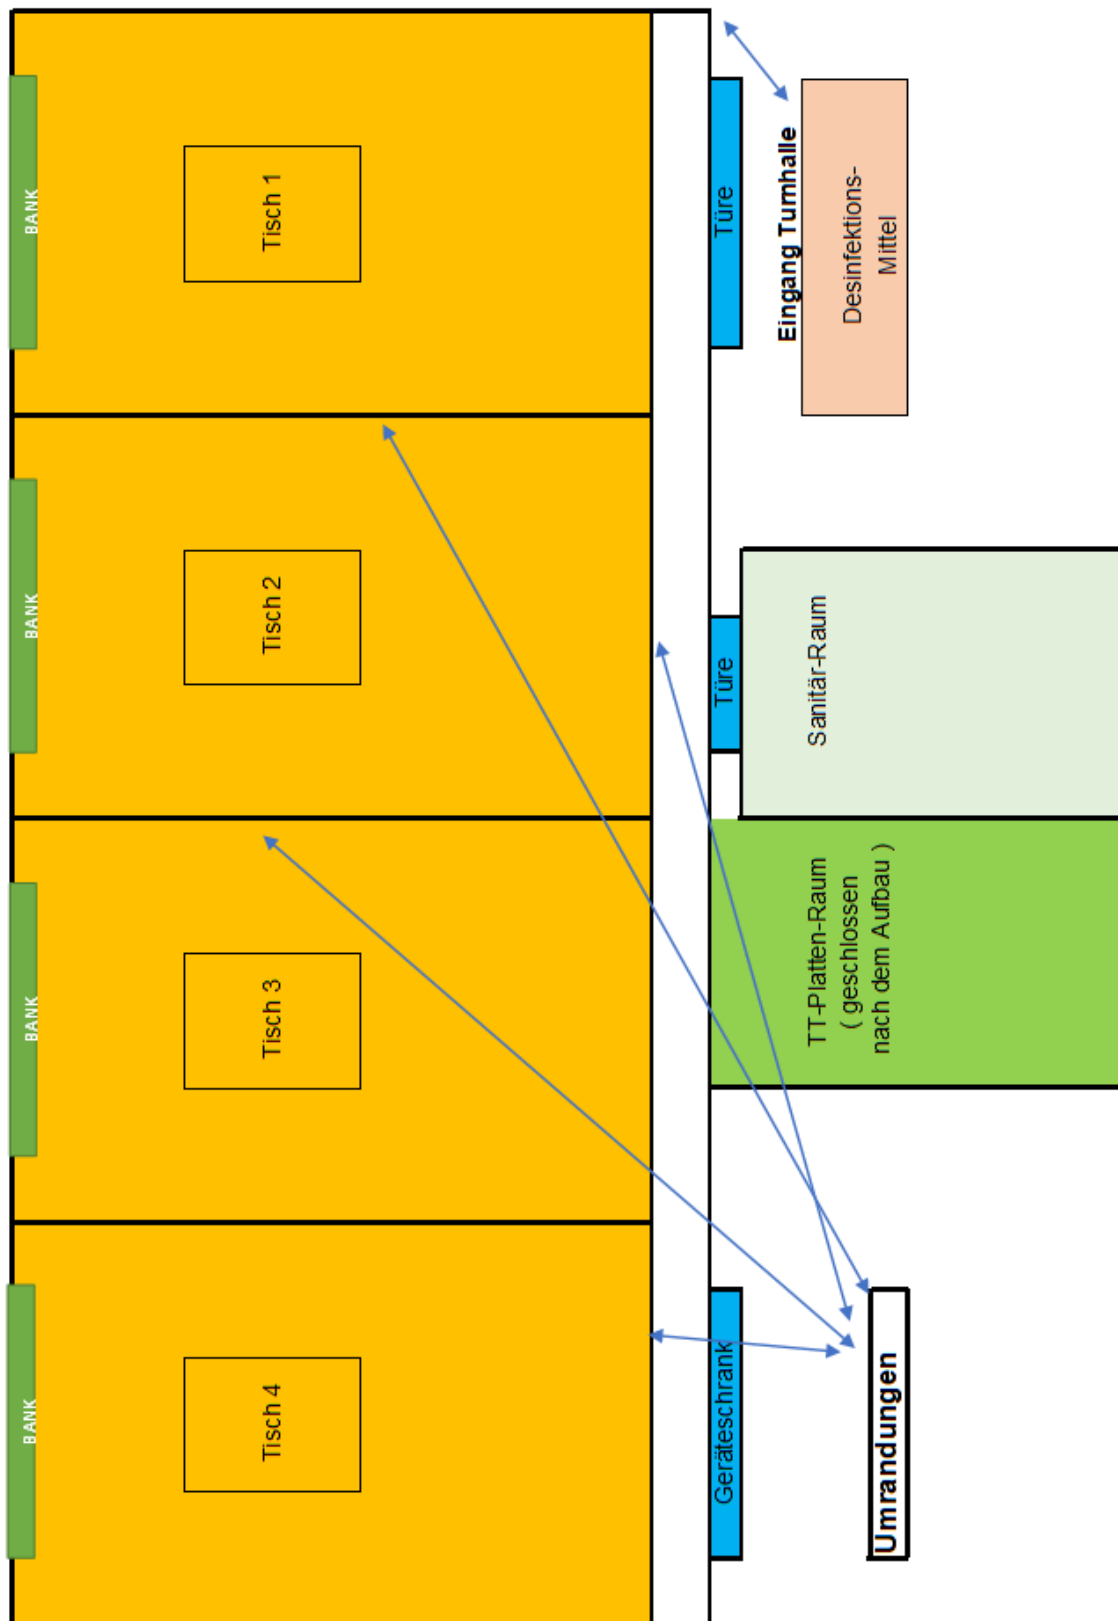 BANK
BANK
BANK
BANK
Tisch 4
Tisch 3
Tisch 2
Tisch 1
Geräteschrank
Türe
Türe
Umrandungen
TT-Platten-Raum
( geschlossen
nach dem Aufbau )
Sanitär-Raum
Eingang Turnhalle
Desinfektions-
Mittel